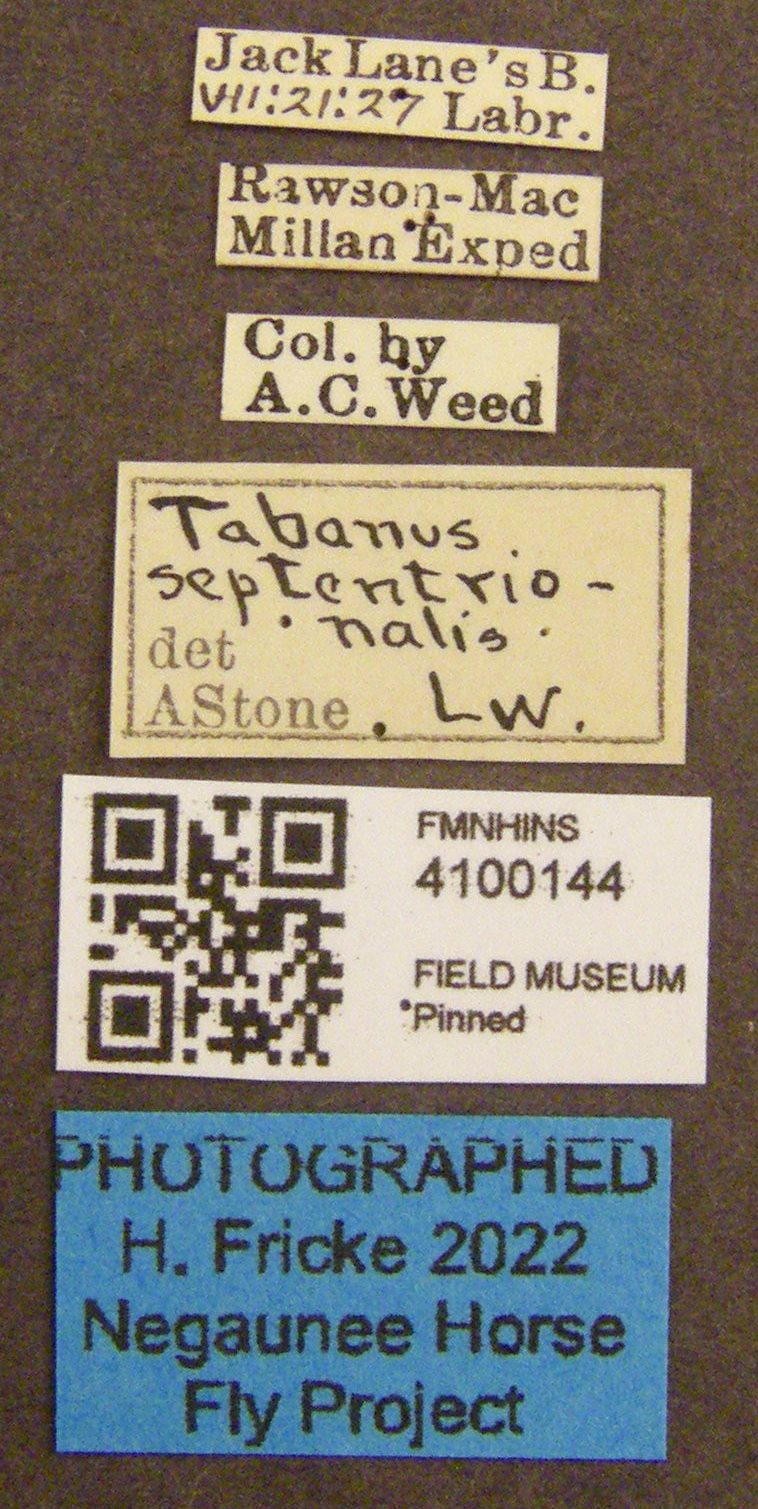 Jack Lane's B.
VII:21:27 Labr.
Rawson-Mac
Millan Exped
Col. by
A.C. Weed
Tabanus
septentrio-
nalis.
det
AStone. Lw.
FMNHINS
4100144
FIELD MUSEUM
Pinned
PHOTOGRAPHED
H. Fricke 2022
Negaunee Horse
Fly Project